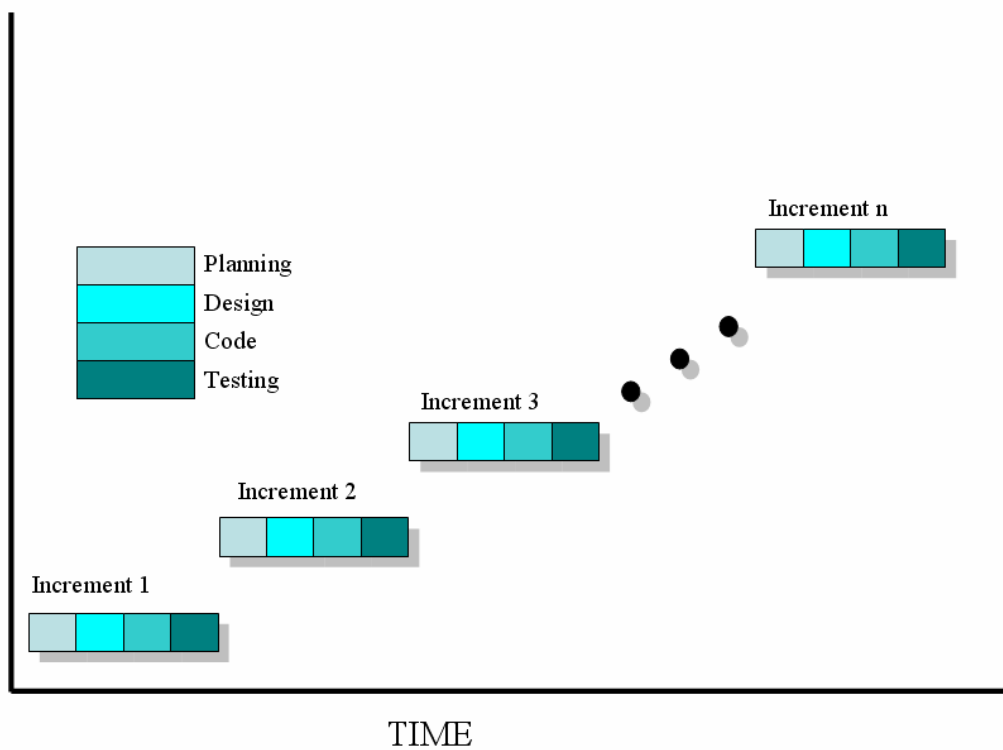 Increment n
Planning
Design
Code
Testing
Increment 3
Increment 2
Increment 1
TIME